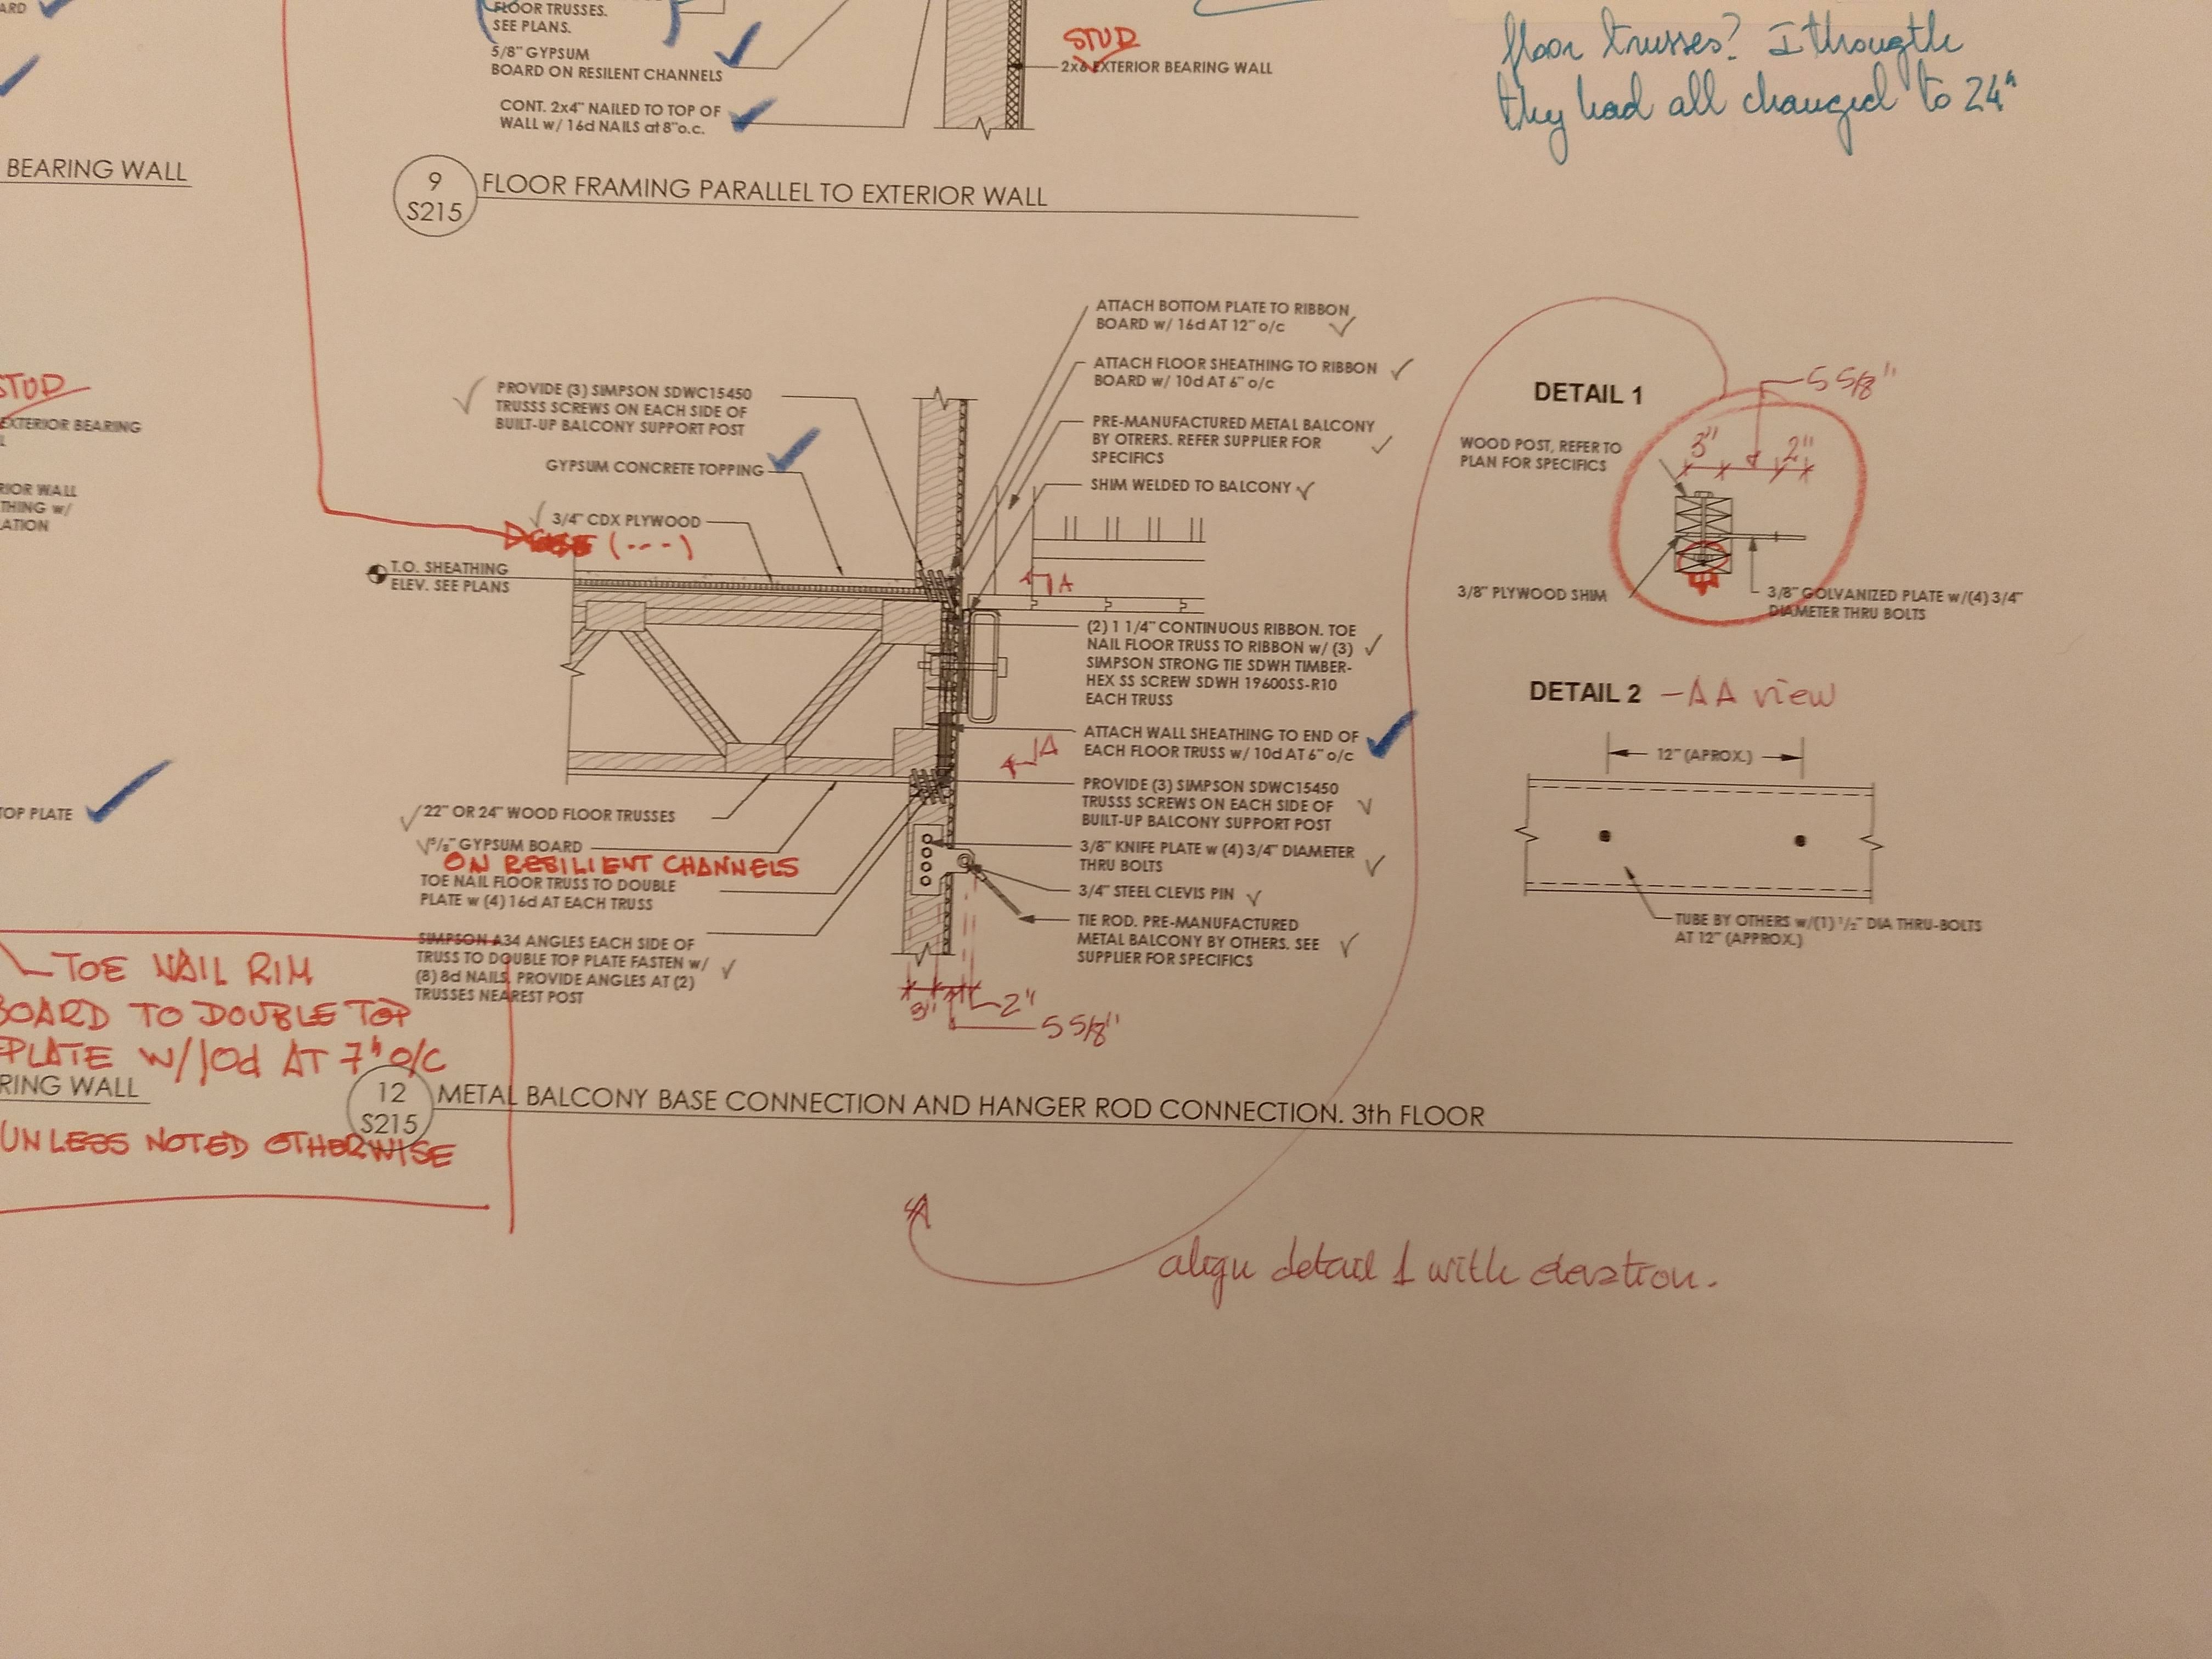 ARD
FLOOR TRUSSES.
SEE PLANS.
5/8" GYPSUM
BOARD ON RESILENT CHANNELS
CONT. 2x4" NAILED TO TOP OF
WALL w/ 16d NAILS at 8"o.c.
STUD
2x6 EXTERIOR BEARING WALL
floor trusses? I thougth
they had all changed to 24"
BEARING WALL
9
S215
FLOOR FRAMING PARALLEL TO EXTERIOR WALL
STUD
EXTERIOR BEARING
L
RIOR WALL
THING w/
ATION
TOP PLATE
PROVIDE (3) SIMPSON SDWC15450
TRUSSS SCREWS ON EACH SIDE OF
BUILT-UP BALCONY SUPPORT POST
GYPSUM CONCRETE TOPPING
3/4" CDX PLYWOOD
(---)
T.O. SHEATHING
ELEV. SEE PLANS
22" OR 24" WOOD FLOOR TRUSSES
GYPSUM BOARD
ON RESILIENT CHANNELS
TOE NAIL FLOOR TRUSS TO DOUBLE
PLATE w (4) 16d AT EACH TRUSS
SIMPSON A34 ANGLES EACH SIDE OF
TRUSS TO DOUBLE TOP PLATE FASTEN w/
(8) 8d NAILS. PROVIDE ANGLES AT (2)
TRUSSES NEAREST POST
ATTACH BOTTOM PLATE TO RIBBON
BOARD w/ 16d AT 12" o/c
ATTACH FLOOR SHEATHING TO RIBBON
BOARD w/ 10d AT 6" o/c
PRE-MANUFACTURED METAL BALCONY
BY OTRERS. REFER SUPPLIER FOR
SPECIFICS
SHIM WELDED TO BALCONY
A
(2) 1 1/4" CONTINUOUS RIBBON. TOE
NAIL FLOOR TRUSS TO RIBBON w/ (3)
SIMPSON STRONG TIE SDWH TIMBER-
HEX SS SCREW SDWH 19600SS-R10
EACH TRUSS
ATTACH WALL SHEATHING TO END OF
EACH FLOOR TRUSS w/ 10d AT 6" o/c
A
PROVIDE (3) SIMPSON SDWC15450
TRUSSS SCREWS ON EACH SIDE OF
BUILT-UP BALCONY SUPPORT POST
3/8" KNIFE PLATE w (4) 3/4" DIAMETER
THRU BOLTS
3/4" STEEL CLEVIS PIN
TIE ROD. PRE-MANUFACTURED
METAL BALCONY BY OTHERS. SEE
SUPPLIER FOR SPECIFICS
3"
2"
5 5/8"
DETAIL 1
5 5/8"
3"
2"
WOOD POST, REFER TO
PLAN FOR SPECIFICS
3/8" PLYWOOD SHIM
3/8" GOLVANIZED PLATE w/(4) 3/4"
DIAMETER THRU BOLTS
DETAIL 2 - AA view
12" (APROX.)
TUBE BY OTHERS w/(1) 1/2" DIA THRU-BOLTS
AT 12" (APPROX.)
TOE NAIL RIM
BOARD TO DOUBLE TOP
PLATE W/10d AT 7" O/C
RING WALL
UNLESS NOTED OTHERWISE
12
S215
METAL BALCONY BASE CONNECTION AND HANGER ROD CONNECTION. 3th FLOOR
align detail 1 with elevation.